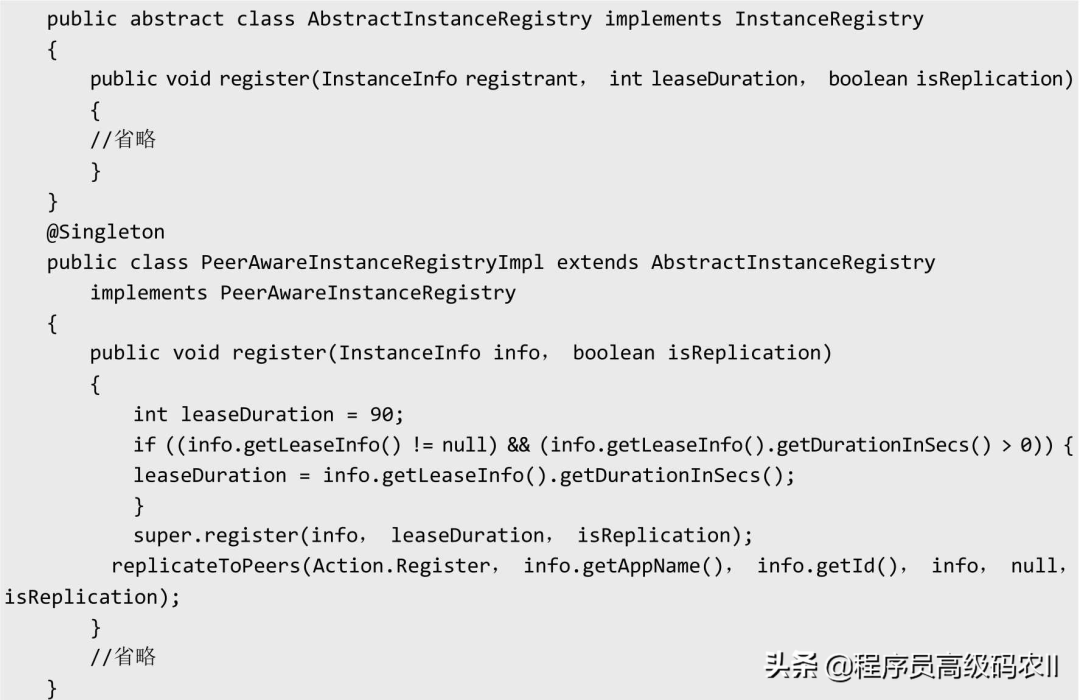 public abstract class AbstractInstanceRegistry implements InstanceRegistry
{
public void register(InstanceInfo registrant， int leaseDuration， boolean isReplication)
{
//省略
}
}
@Singleton
public class PeerAwareInstanceRegistryImpl extends AbstractInstanceRegistry
implements PeerAwareInstanceRegistry
{
public void register(InstanceInfo info， boolean isReplication)
{
int leaseDuration = 90;
if ((info.getLeaseInfo() != null) && (info.getLeaseInfo().getDurationInSecs() > 0)) {
leaseDuration = info.getLeaseInfo().getDurationInSecs();
}
super.register(info， leaseDuration， isReplication);
replicateToPeers(Action.Register， info.getAppName()， info.getId()， info， null，
isReplication);
}
//省略
}
头条 @程序员高级码农II